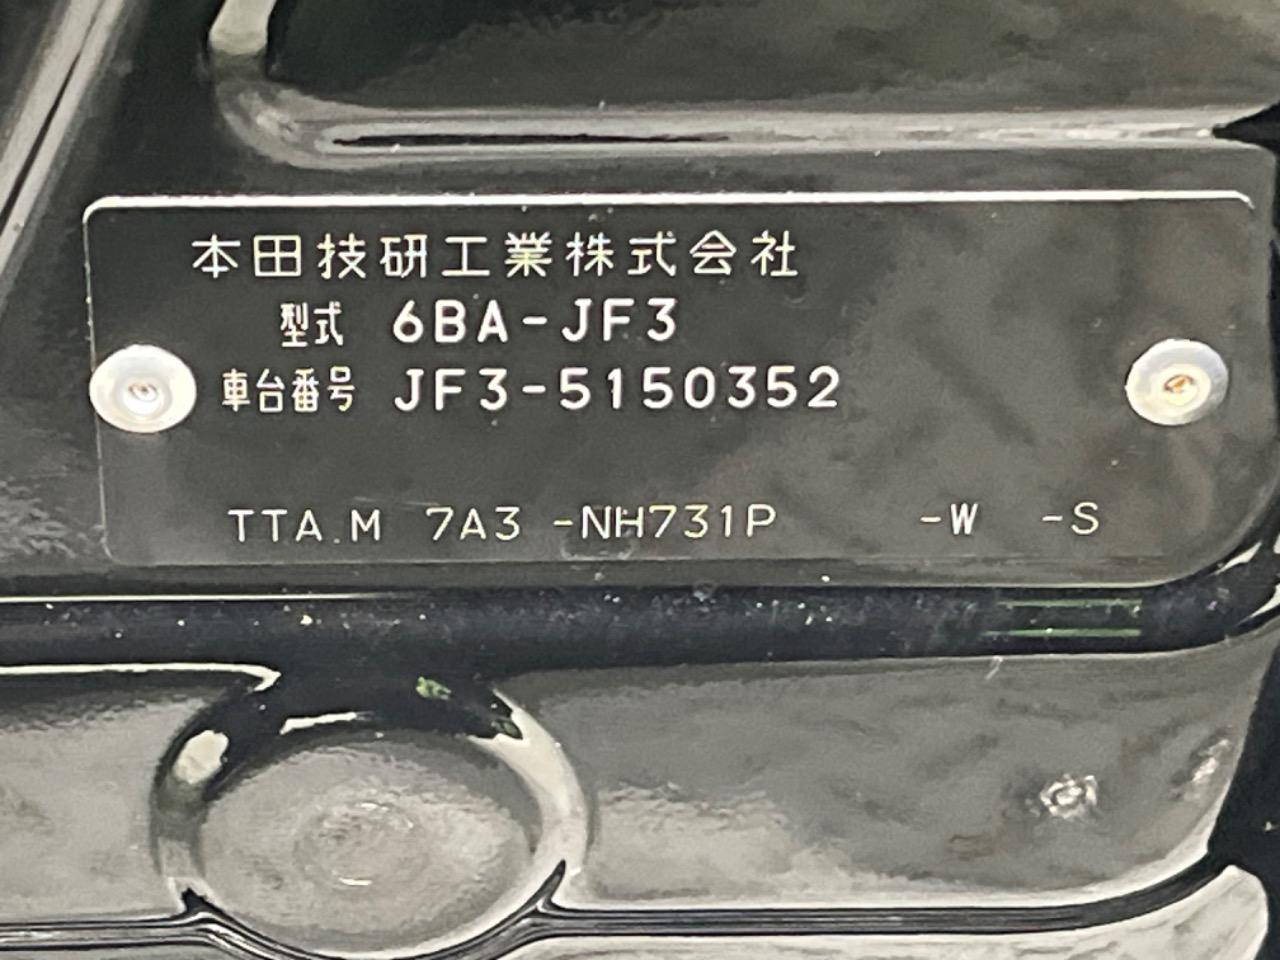 本田技研工業株式会社
型式 6BA-JF3
車台番号 JF3-5150352
TTA.M 7A3 -NH731P -W -S